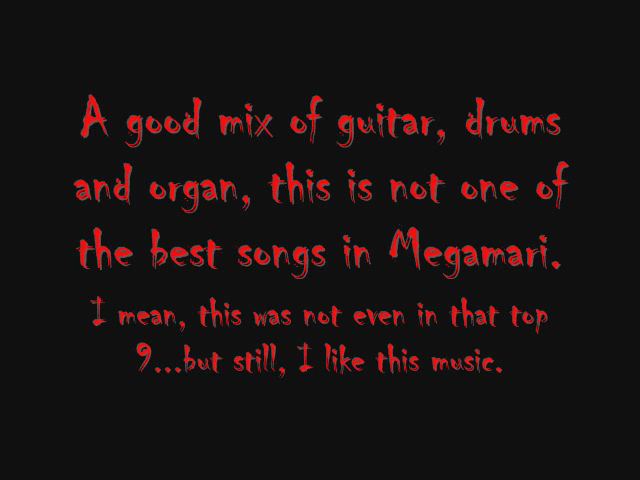 A good mix of guitar, drums
and organ, this is not one of
the best songs in Megamari.
I mean, this was not even in that top
9...but still, I like this music.